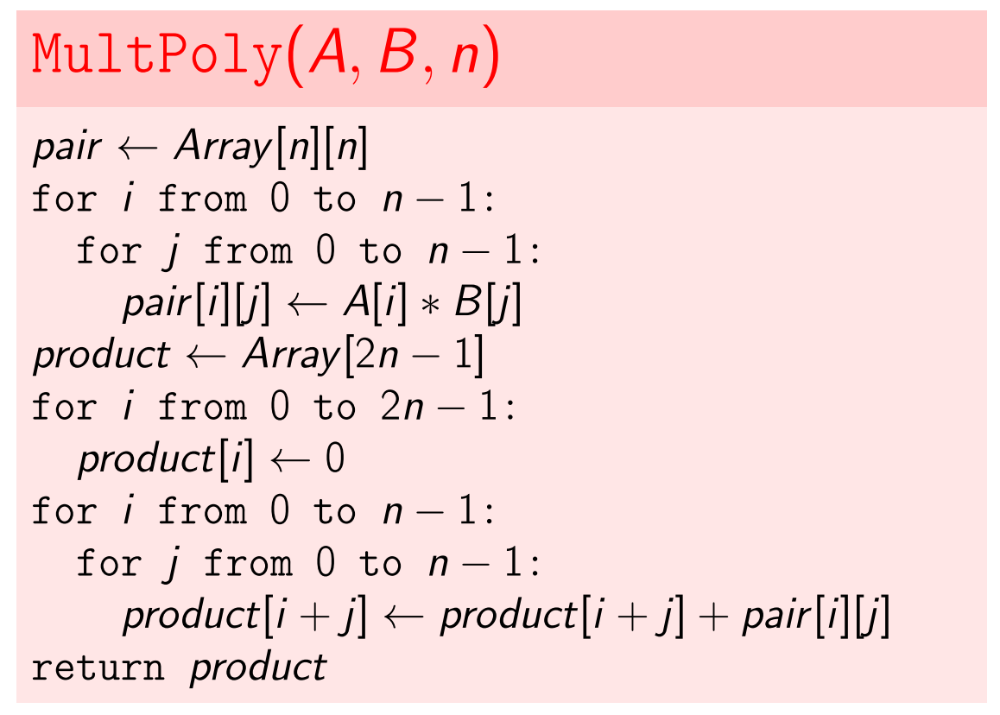 MultPoly(A, B, n)
pair ← Array[n][n]
for i from 0 to n − 1:
for j from 0 to n − 1:
pair[i][j] ← A[i] ∗ B[j]
product ← Array[2n − 1]
for i from 0 to 2n − 1:
product[i] ← 0
for i from 0 to n − 1:
for j from 0 to n − 1:
product[i + j] ← product[i + j] + pair[i][j]
return product